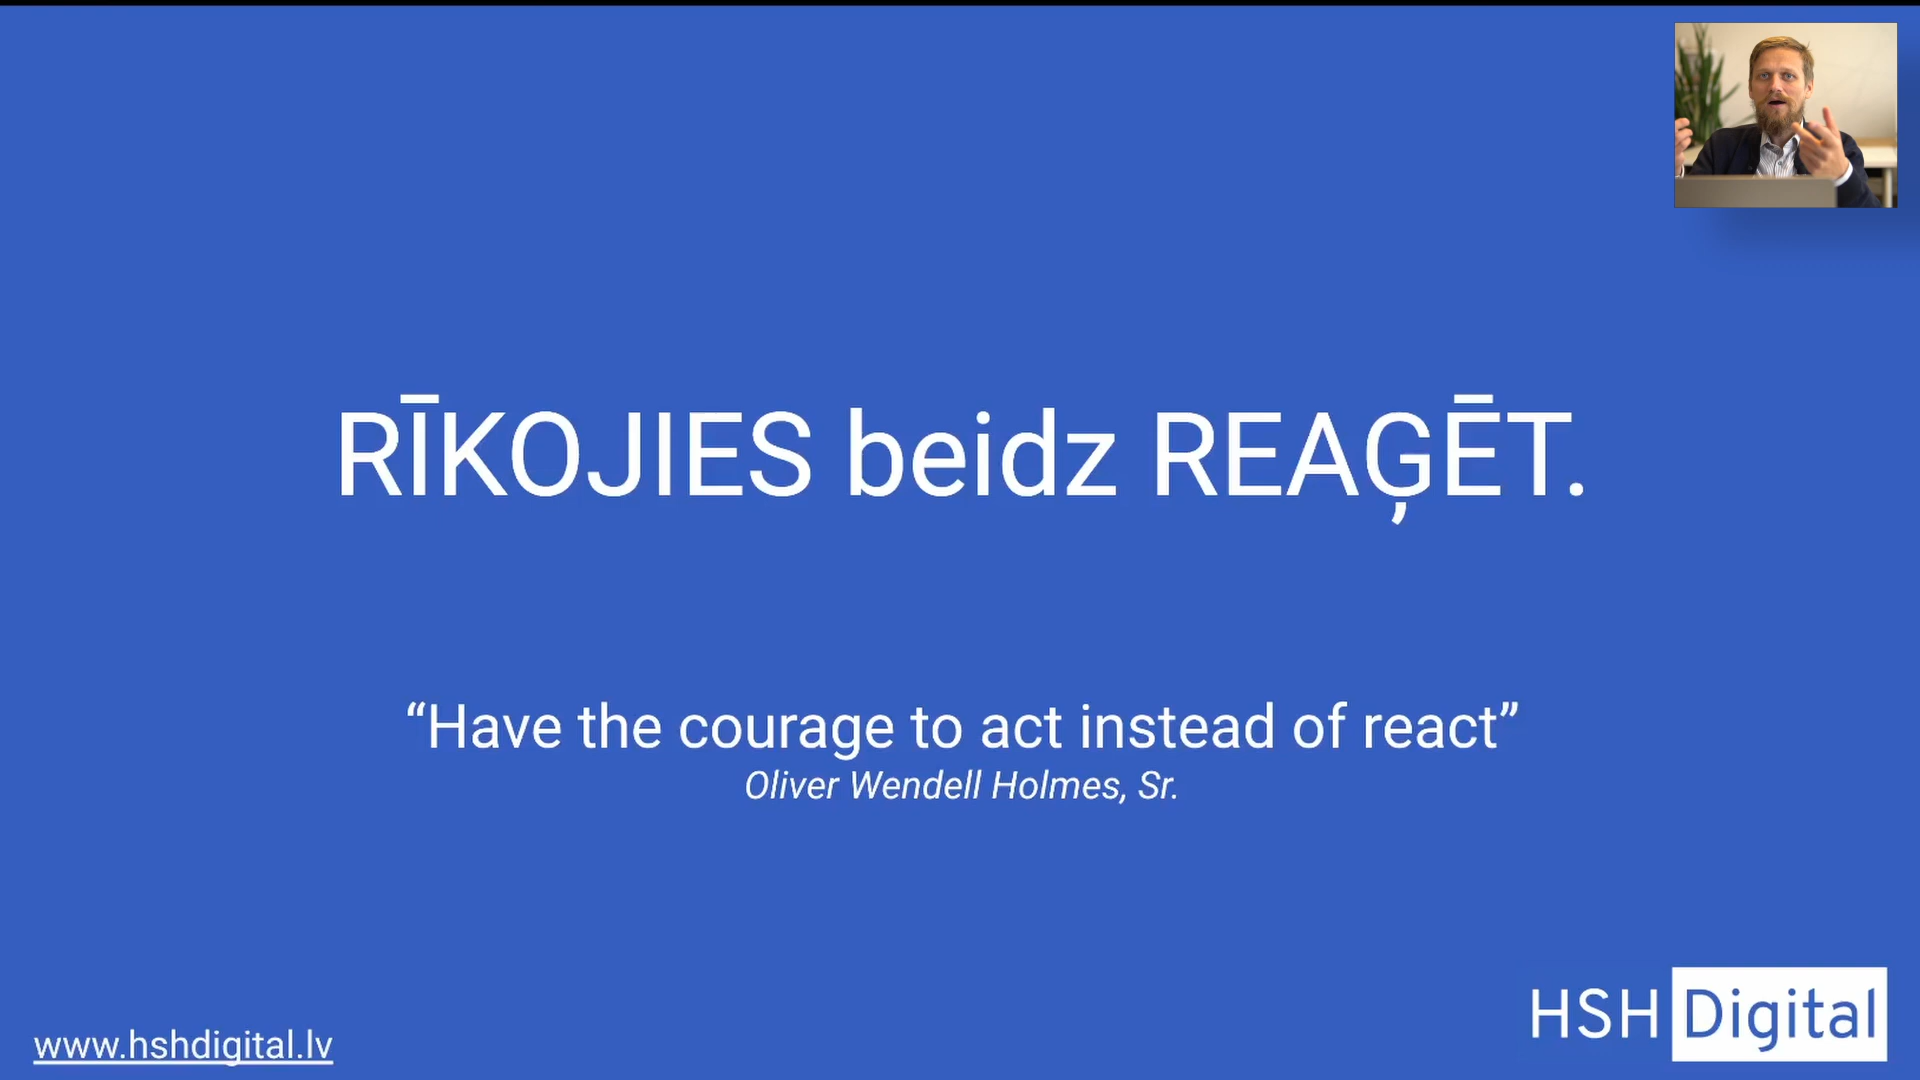 RĪKOJIES beidz REAĢĒT.
“Have the courage to act instead of react”
Oliver Wendell Holmes, Sr.
www.hshdigital.lv
HSH Digital